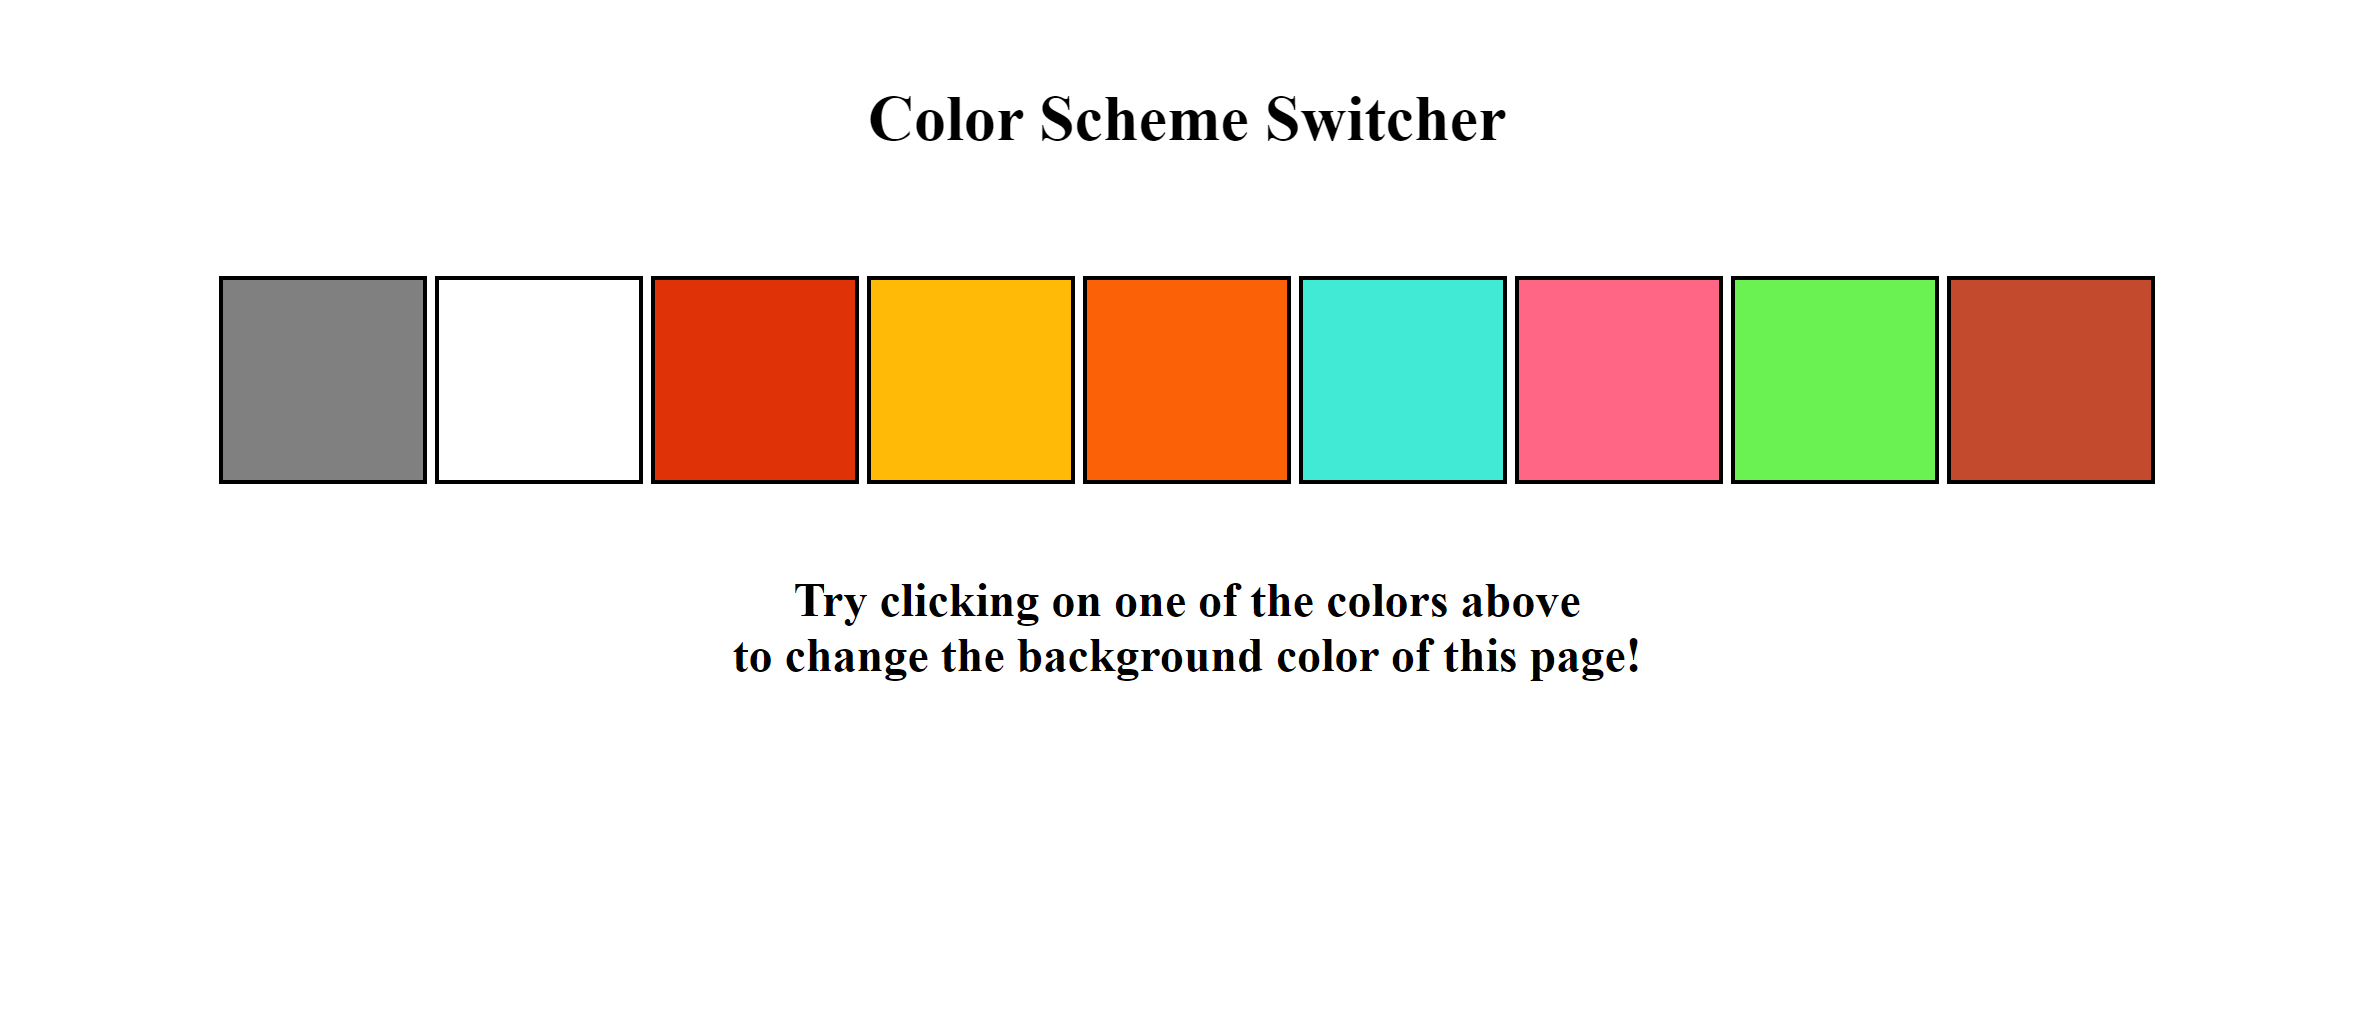 Color Scheme Switcher
Try clicking on one of the colors above
to change the background color of this page!